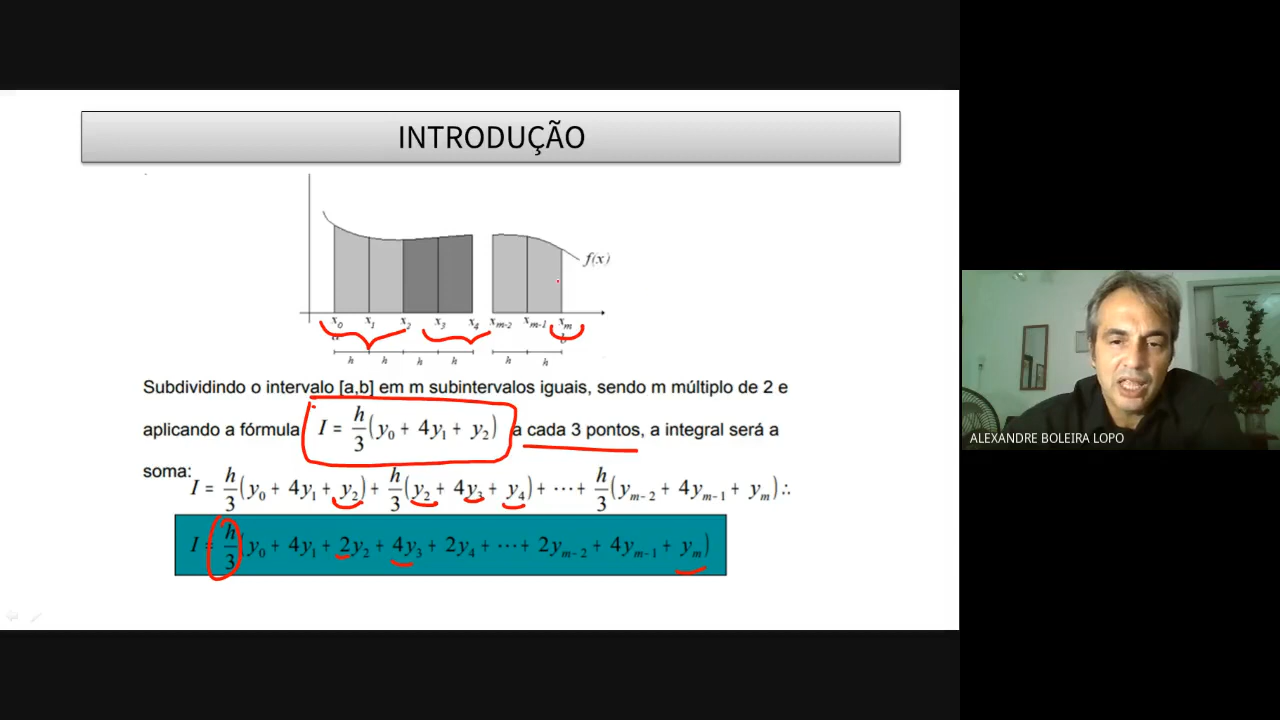 INTRODUÇÃO
f(x)
x₀ x₁ x₂ x₃ x₄ xₘ₋₂ xₘ₋₁ xₘ
h h h h h h
Subdividindo o intervalo [a,b] em m subintervalos iguais, sendo m múltiplo de 2 e
aplicando a fórmula I = h/3 (y₀ + 4y₁ + y₂) a cada 3 pontos, a integral será a
soma:
I = h/3 (y₀ + 4y₁ + y₂) + h/3 (y₂ + 4y₃ + y₄) + ⋯ + h/3 (yₘ₋₂ + 4yₘ₋₁ + yₘ) ∴
I = h/3 (y₀ + 4y₁ + 2y₂ + 4y₃ + 2y₄ + ⋯ + 2yₘ₋₂ + 4yₘ₋₁ + yₘ)
ALEXANDRE BOLEIRA LOPO